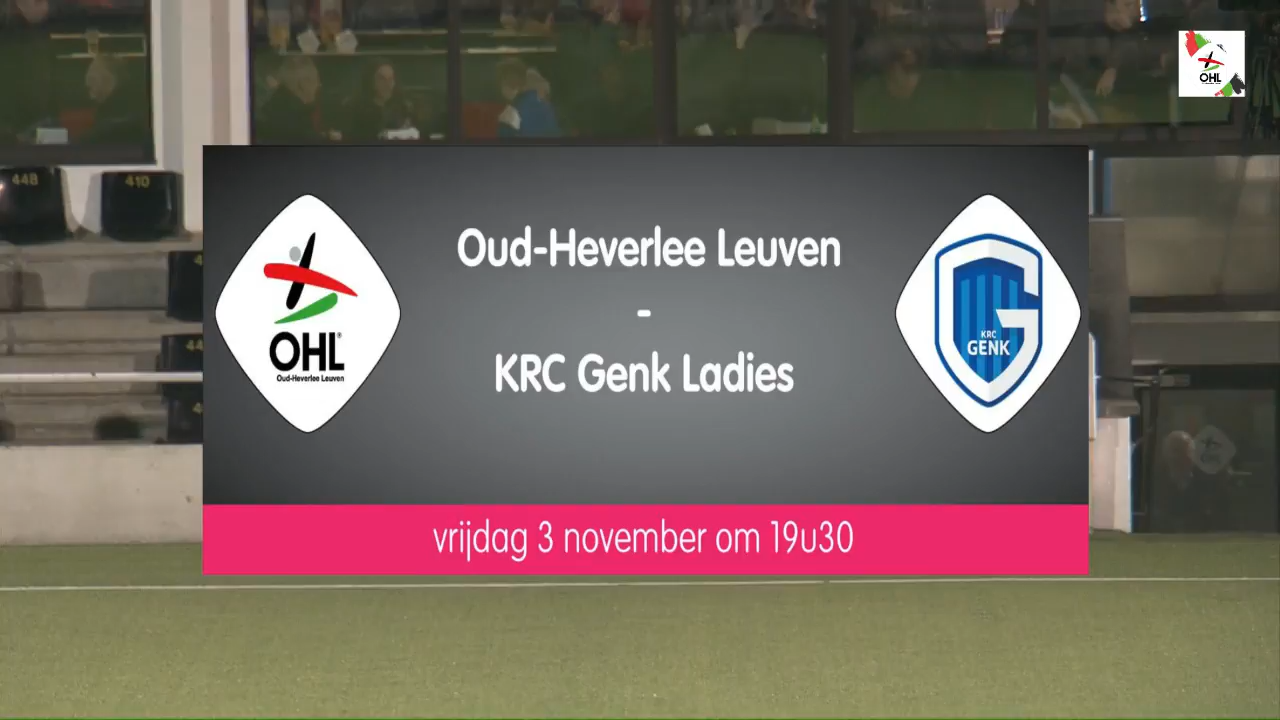 OHL
448
410
Oud-Heverlee Leuven
-
KRC Genk Ladies
OHL
Oud-Heverlee Leuven
KRC
GENK
vrijdag 3 november om 19u30